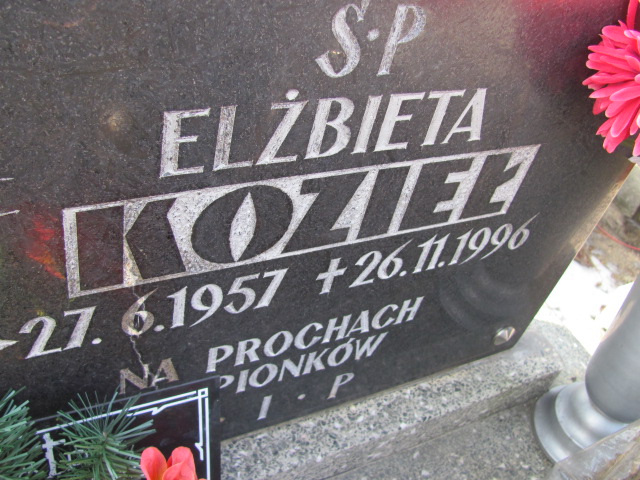 Ś·P
ELŻBIETA
KOZIEŁ
27.6.1957 +26.11.1996
NA PROCHACH
PIONKÓW
I · P